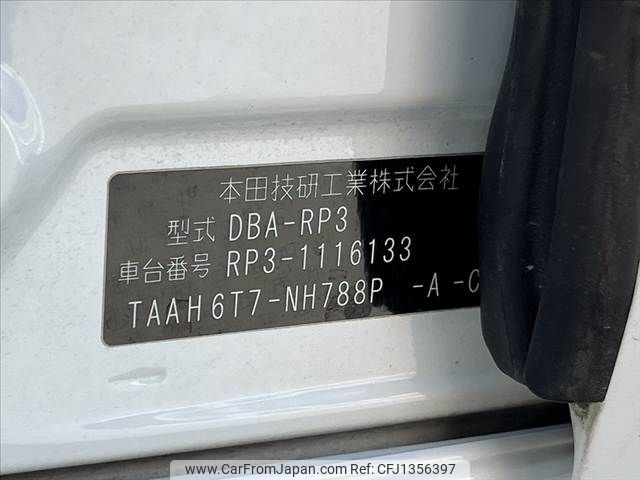 本田技研工業株式会社
型式 DBA-RP3
車台番号 RP3-1116133
TAAH6T7-NH788P -A -C
www.CarFromJapan.com - CFJ1356397